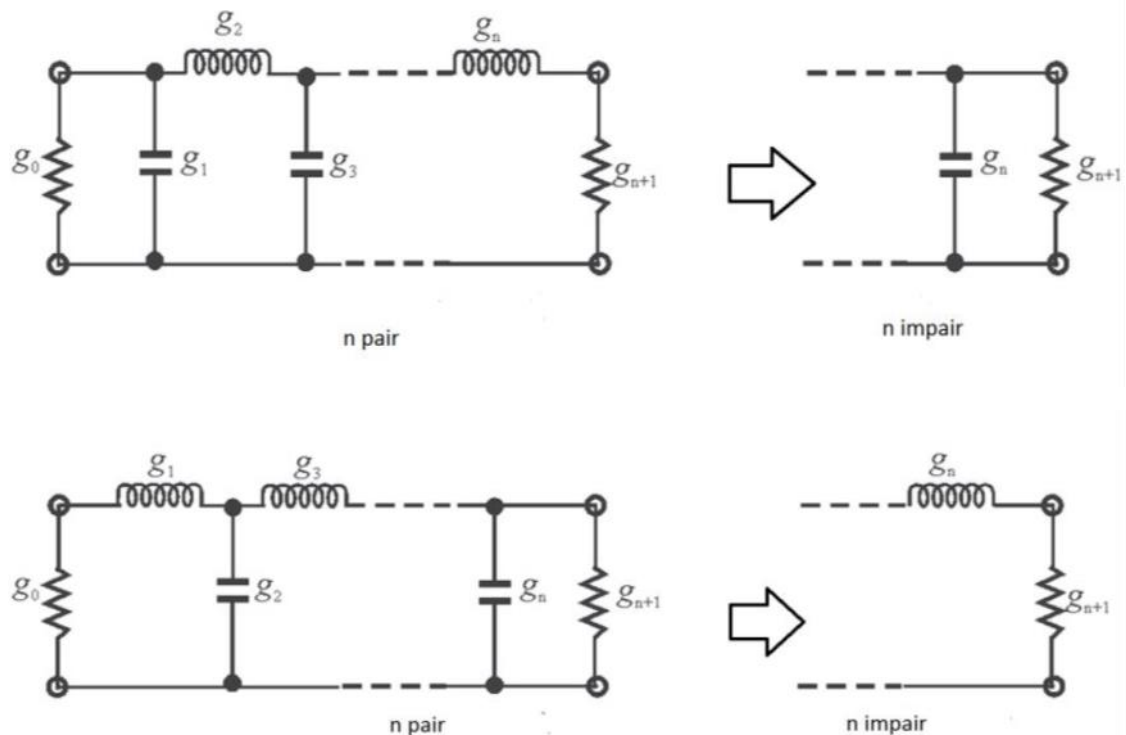 g₂
gₙ
g₀
g₁
g₃
gₙ₊₁
gₙ
gₙ₊₁
n pair
n impair
g₁
g₃
gₙ
g₀
g₂
gₙ
gₙ₊₁
gₙ₊₁
n pair
n impair